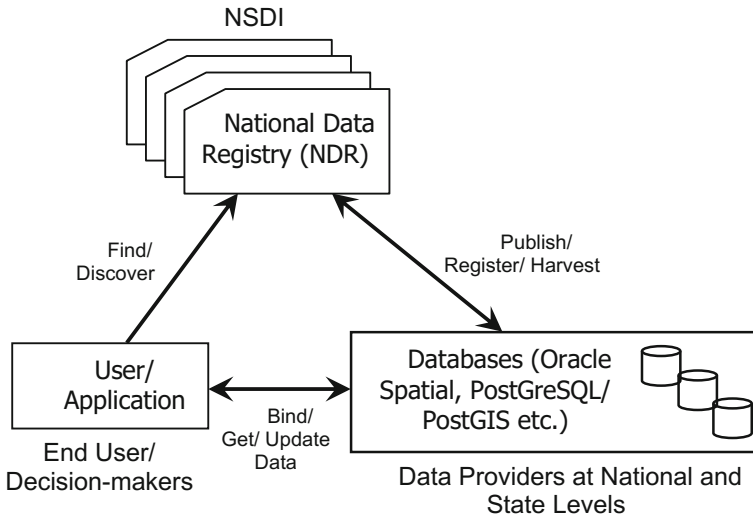 NSDI
National Data
Registry (NDR)
Find/
Discover
Publish/
Register/ Harvest
User/
Application
Bind/
Get/ Update
Data
Databases (Oracle
Spatial, PostGreSQL/
PostGIS etc.)
End User/
Decision-makers
Data Providers at National and
State Levels